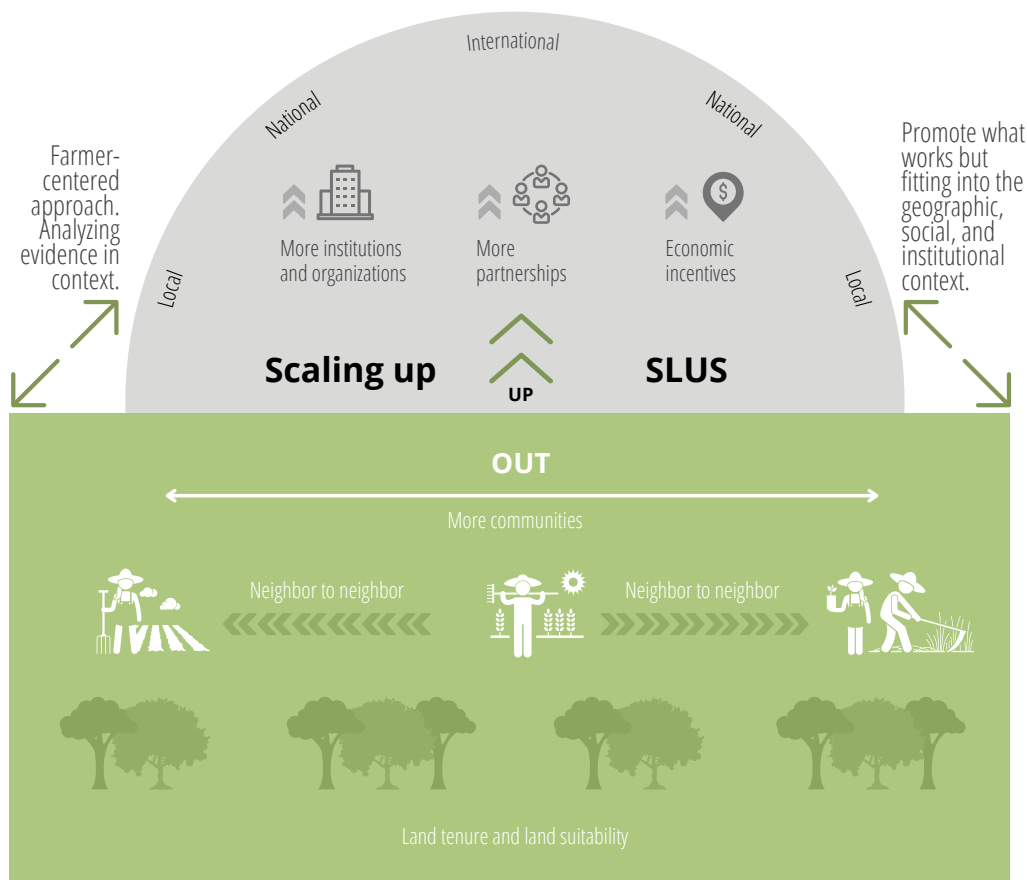 International
National
National
Local
Local
Farmer-
centered
approach.
Analyzing
evidence in
context.
Promote what
works but
fitting into the
geographic,
social, and
institutional
context.
$
More institutions
and organizations
More
partnerships
Economic
incentives
Scaling up
UP
SLUS
OUT
More communities
Neighbor to neighbor
Neighbor to neighbor
Land tenure and land suitability